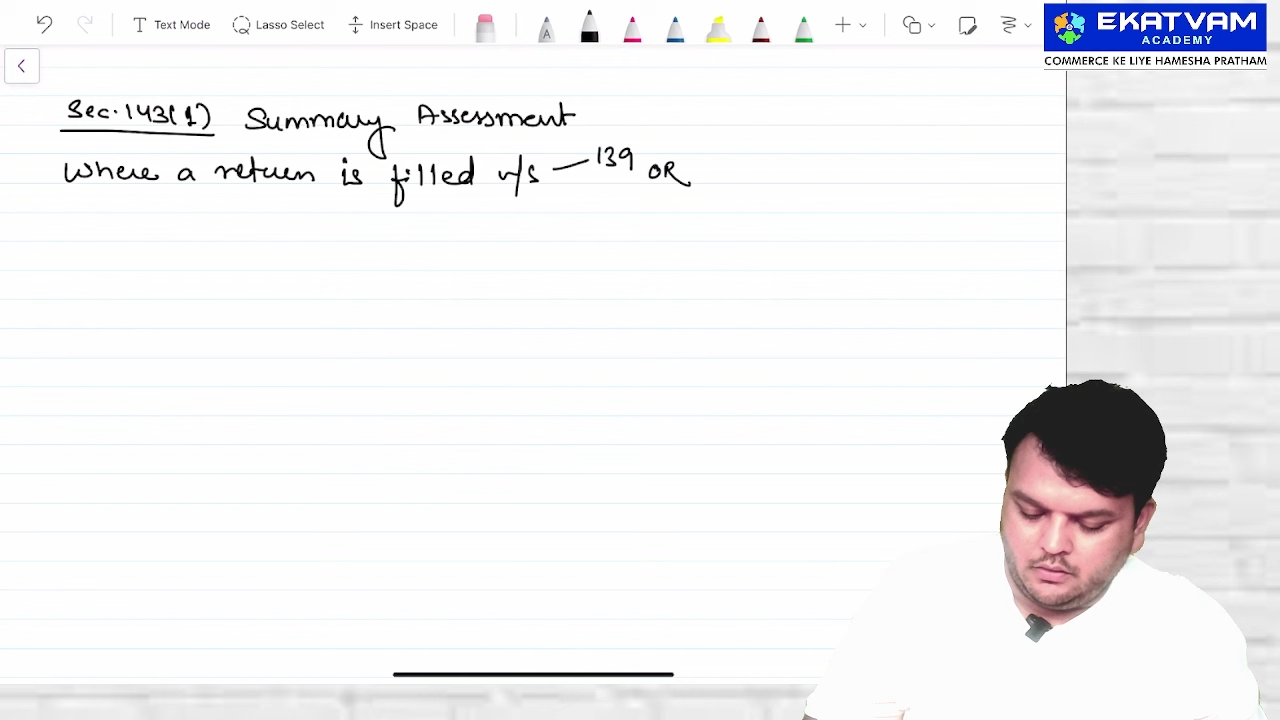 Text Mode Lasso Select Insert Space
A
EKATVAM
ACADEMY
COMMERCE KE LIYE HAMESHA PRATHAM
Sec. 143(1) Summary Assessment
Where a return is filled u/s — 139 OR